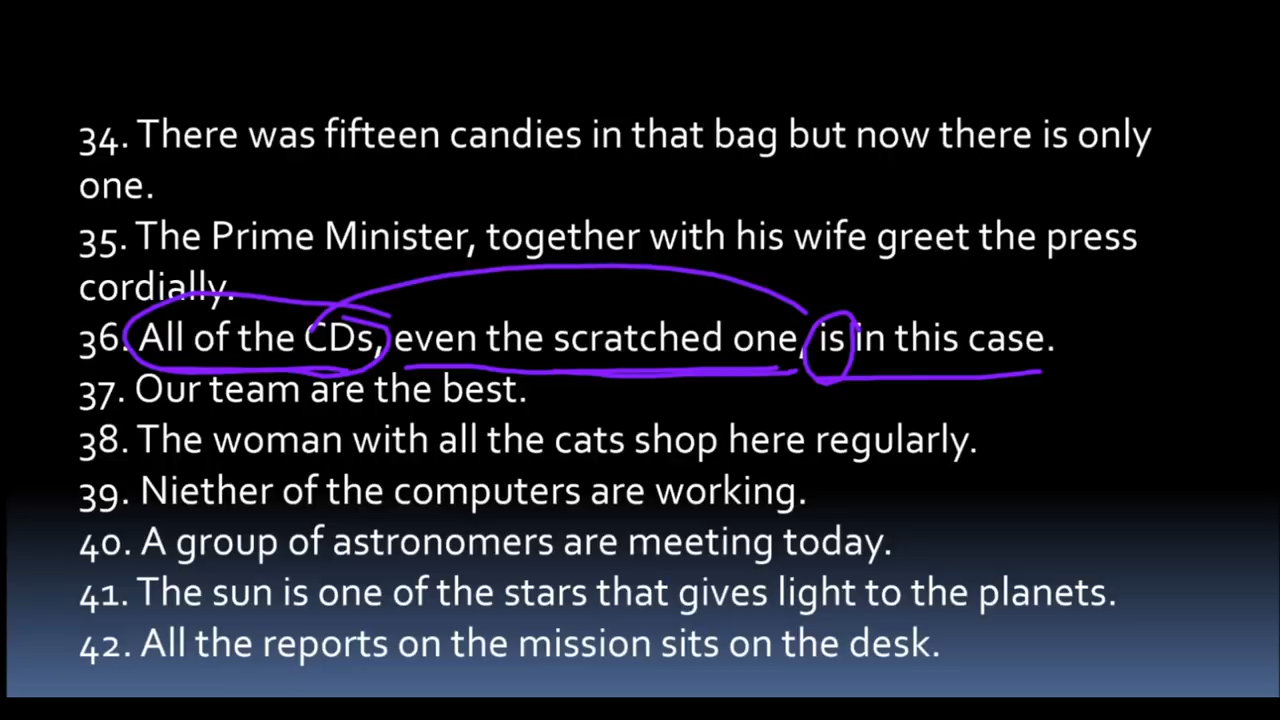 34. There was fifteen candies in that bag but now there is only
one.
35. The Prime Minister, together with his wife greet the press
cordially.
36. All of the CDs, even the scratched one, is in this case.
37. Our team are the best.
38. The woman with all the cats shop here regularly.
39. Niether of the computers are working.
40. A group of astronomers are meeting today.
41. The sun is one of the stars that gives light to the planets.
42. All the reports on the mission sits on the desk.